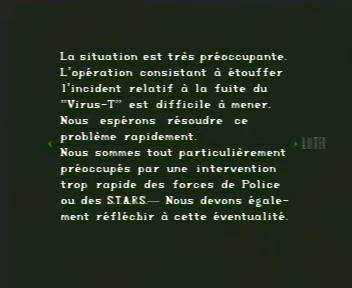 La situation est très préoccupante.
L'opération consistant à étouffer
l'incident relatif à la fuite du
"Virus-T" est difficile à mener.
Nous espérons résoudre ce
problème rapidement.
Nous sommes tout particulièrement
préoccupés par une intervention
trop rapide des forces de Police
ou des S.T.A.R.S.— Nous devons égale-
ment réfléchir à cette éventualité.